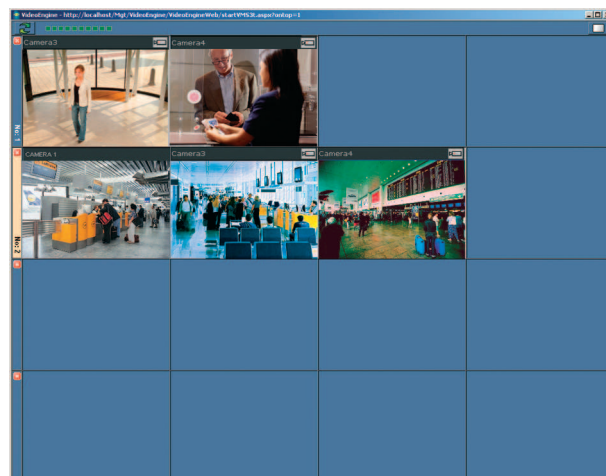 VideoEngine - http://localhost/Mgt/VideoEngine/VideoEngineWeb/startVMS3t.aspx?ontop=1
Camera3
Camera4
No: 1
CAMERA 1
Camera3
Camera4
No: 2